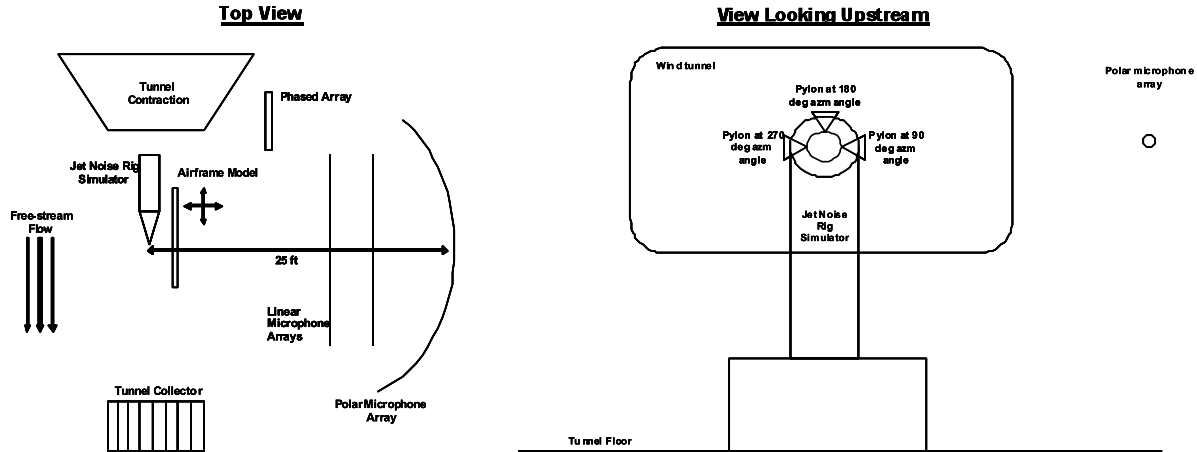 Top View
Tunnel
Contraction
Phased Array
Jet Noise Rig
Simulator
Airframe Model
Free-stream
Flow
25 ft
Linear
Microphone
Arrays
Tunnel Collector
Polar Microphone
Array
View Looking Upstream
Wind tunnel
Polar microphone
array
Pylon at 180
deg azm angle
Pylon at 270
deg azm
angle
Pylon at 90
deg azm
angle
Jet Noise
Rig
Simulator
Tunnel Floor